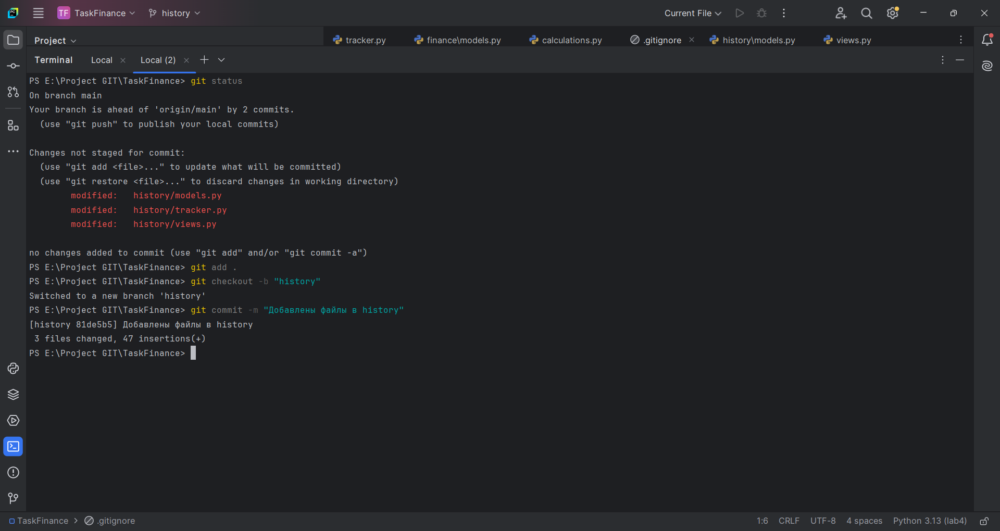 PC
TF TaskFinance history Current File
Project tracker.py finance\models.py calculations.py .gitignore history\models.py views.py
Terminal Local Local (2)
PS E:\Project GIT\TaskFinance> git status
On branch main
Your branch is ahead of 'origin/main' by 2 commits.
  (use "git push" to publish your local commits)
Changes not staged for commit:
  (use "git add <file>..." to update what will be committed)
  (use "git restore <file>..." to discard changes in working directory)
        modified:   history/models.py
        modified:   history/tracker.py
        modified:   history/views.py
no changes added to commit (use "git add" and/or "git commit -a")
PS E:\Project GIT\TaskFinance> git add .
PS E:\Project GIT\TaskFinance> git checkout -b "history"
Switched to a new branch 'history'
PS E:\Project GIT\TaskFinance> git commit -m "Добавлены файлы в history"
[history 81de5b5] Добавлены файлы в history
 3 files changed, 47 insertions(+)
PS E:\Project GIT\TaskFinance>
TaskFinance > .gitignore 1:6 CRLF UTF-8 4 spaces Python 3.13 (lab4)